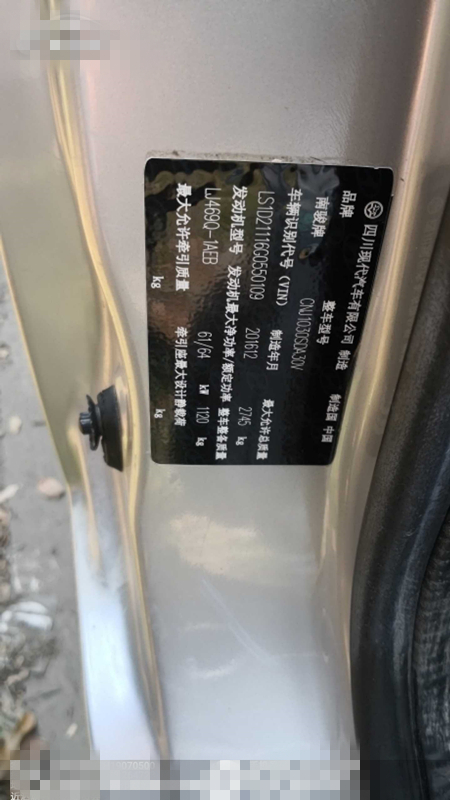 四川现代汽车有限公司 制造 制造国 中国
品牌 整车型号
南骏牌 CNJ1030SDA30V
车辆识别代号(VIN) 制造年月 最大允许总质量
LS1D21116G0550109 201612 2745 kg
发动机型号 发动机最大净功率/额定功率 整车整备质量
LJ469Q-1AEB 61/64 kW 1120 kg
最大允许牵引质量 牵引座最大设计静载荷
kg kg